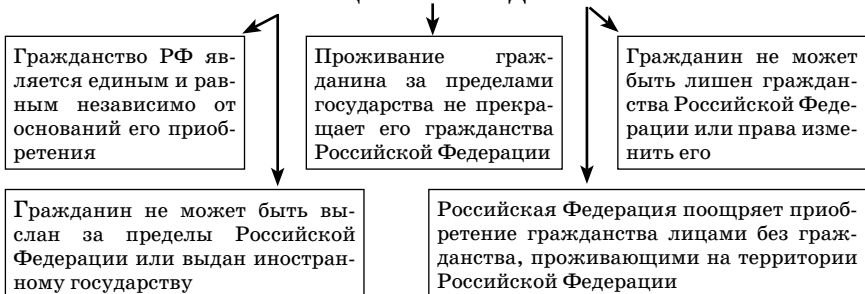 Гражданство РФ яв-
ляется единым и рав-
ным независимо от
оснований его приоб-
ретения
Проживание граж-
данина за пределами
государства не прекра-
щает его гражданства
Российской Федерации
Гражданин не может
быть лишен граждан-
ства Российской Феде-
рации или права изме-
нить его
Гражданин не может быть вы-
слан за пределы Российской
Федерации или выдан иностран-
ному государству
Российская Федерация поощряет приоб-
ретение гражданства лицами без граж-
данства, проживающими на территории
Российской Федерации